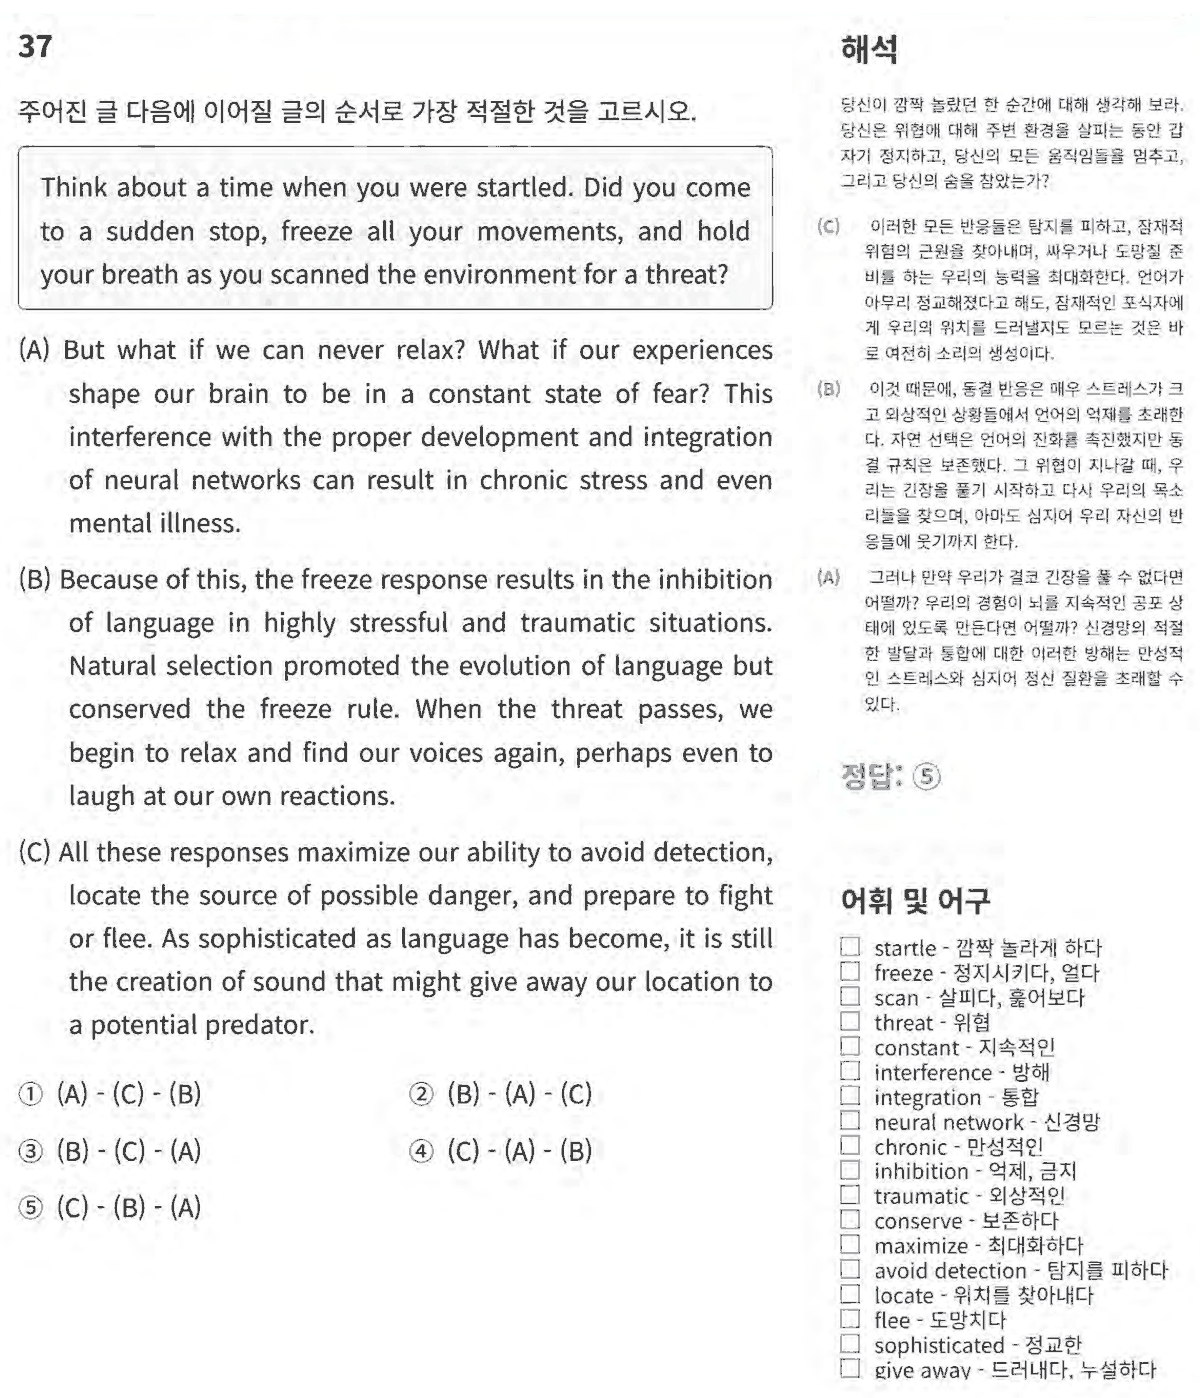 37
주어진 글 다음에 이어질 글의 순서로 가장 적절한 것을 고르시오.
Think about a time when you were startled. Did you come
to a sudden stop, freeze all your movements, and hold
your breath as you scanned the environment for a threat?
(A) But what if we can never relax? What if our experiences
shape our brain to be in a constant state of fear? This
interference with the proper development and integration
of neural networks can result in chronic stress and even
mental illness.
(B) Because of this, the freeze response results in the inhibition
of language in highly stressful and traumatic situations.
Natural selection promoted the evolution of language but
conserved the freeze rule. When the threat passes, we
begin to relax and find our voices again, perhaps even to
laugh at our own reactions.
(C) All these responses maximize our ability to avoid detection,
locate the source of possible danger, and prepare to fight
or flee. As sophisticated as language has become, it is still
the creation of sound that might give away our location to
a potential predator.
① (A) - (C) - (B)
② (B) - (A) - (C)
③ (B) - (C) - (A)
④ (C) - (A) - (B)
⑤ (C) - (B) - (A)
해석
당신이 깜짝 놀랐던 한 순간에 대해 생각해 보라.
당신은 위협에 대해 주변 환경을 살피는 동안 갑
자기 정지하고, 당신의 모든 움직임들을 멈추고,
그리고 당신의 숨을 참았는가?
(C) 이러한 모든 반응들은 탐지를 피하고, 잠재적
위험의 근원을 찾아내며, 싸우거나 도망칠 준
비를 하는 우리의 능력을 최대화한다. 언어가
아무리 정교해졌다고 해도, 잠재적인 포식자에
게 우리의 위치를 드러낼지도 모르는 것은 바
로 여전히 소리의 생성이다.
(B) 이것 때문에, 동결 반응은 매우 스트레스가 크
고 외상적인 상황들에서 언어의 억제를 초래한
다. 자연 선택은 언어의 진화를 촉진했지만 동
결 규칙은 보존했다. 그 위협이 지나갈 때, 우
리는 긴장을 풀기 시작하고 다시 우리의 목소
리들을 찾으며, 아마도 심지어 우리 자신의 반
응들에 웃기까지 한다.
(A) 그러나 만약 우리가 결코 긴장을 풀 수 없다면
어떨까? 우리의 경험이 뇌를 지속적인 공포 상
태에 있도록 만든다면 어떨까? 신경망의 적절
한 발달과 통합에 대한 이러한 방해는 만성적
인 스트레스와 심지어 정신 질환을 초래할 수
있다.
정답: ⑤
어휘 및 어구
□ startle - 깜짝 놀라게 하다
□ freeze - 정지시키다, 얼다
□ scan - 살피다, 훑어보다
□ threat - 위협
□ constant - 지속적인
□ interference - 방해
□ integration - 통합
□ neural network - 신경망
□ chronic - 만성적인
□ inhibition - 억제, 금지
□ traumatic - 외상적인
□ conserve - 보존하다
□ maximize - 최대화하다
□ avoid detection - 탐지를 피하다
□ locate - 위치를 찾아내다
□ flee - 도망치다
□ sophisticated - 정교한
□ give away - 드러내다, 누설하다